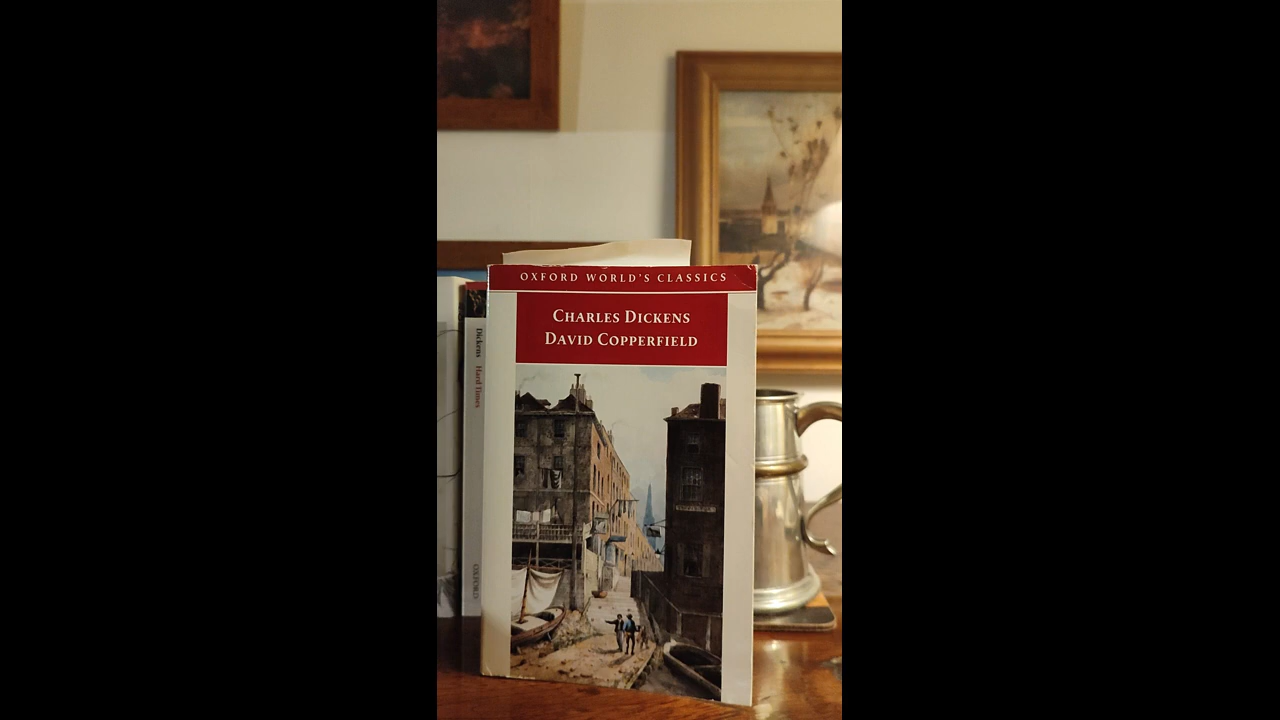 OXFORD WORLD'S CLASSICS
CHARLES DICKENS
DAVID COPPERFIELD
Dickens Hard Times
OXFORD